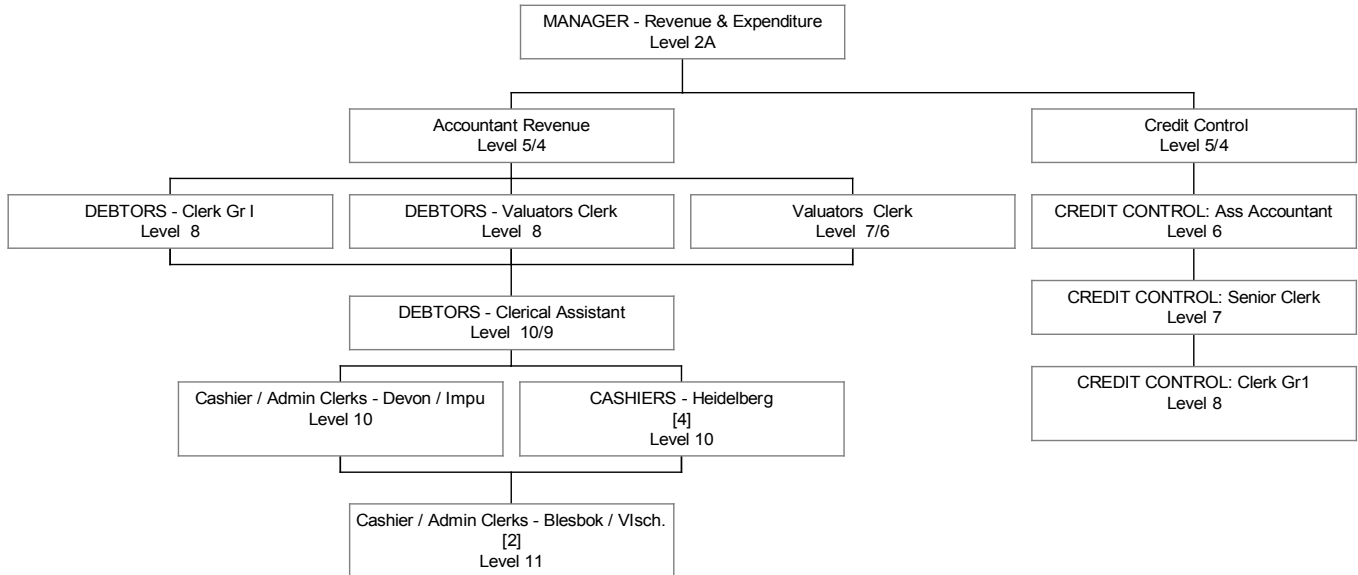 MANAGER - Revenue & Expenditure
Level 2A
Accountant Revenue
Level 5/4
Credit Control
Level 5/4
DEBTORS - Clerk Gr I
Level 8
DEBTORS - Valuators Clerk
Level 8
Valuators Clerk
Level 7/6
CREDIT CONTROL: Ass Accountant
Level 6
DEBTORS - Clerical Assistant
Level 10/9
CREDIT CONTROL: Senior Clerk
Level 7
Cashier / Admin Clerks - Devon / Impu
Level 10
CASHIERS - Heidelberg
[4]
Level 10
CREDIT CONTROL: Clerk Gr1
Level 8
Cashier / Admin Clerks - Blesbok / VIsch.
[2]
Level 11